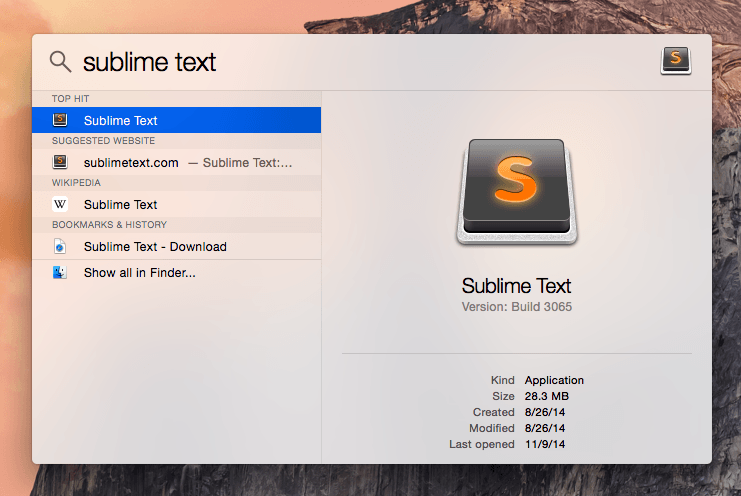 sublime text
TOP HIT
Sublime Text
SUGGESTED WEBSITE
sublimetext.com — Sublime Text:...
WIKIPEDIA
W Sublime Text
BOOKMARKS & HISTORY
Sublime Text - Download
Show all in Finder...
S
Sublime Text
Version: Build 3065
Kind Application
Size 28.3 MB
Created 8/26/14
Modified 8/26/14
Last opened 11/9/14